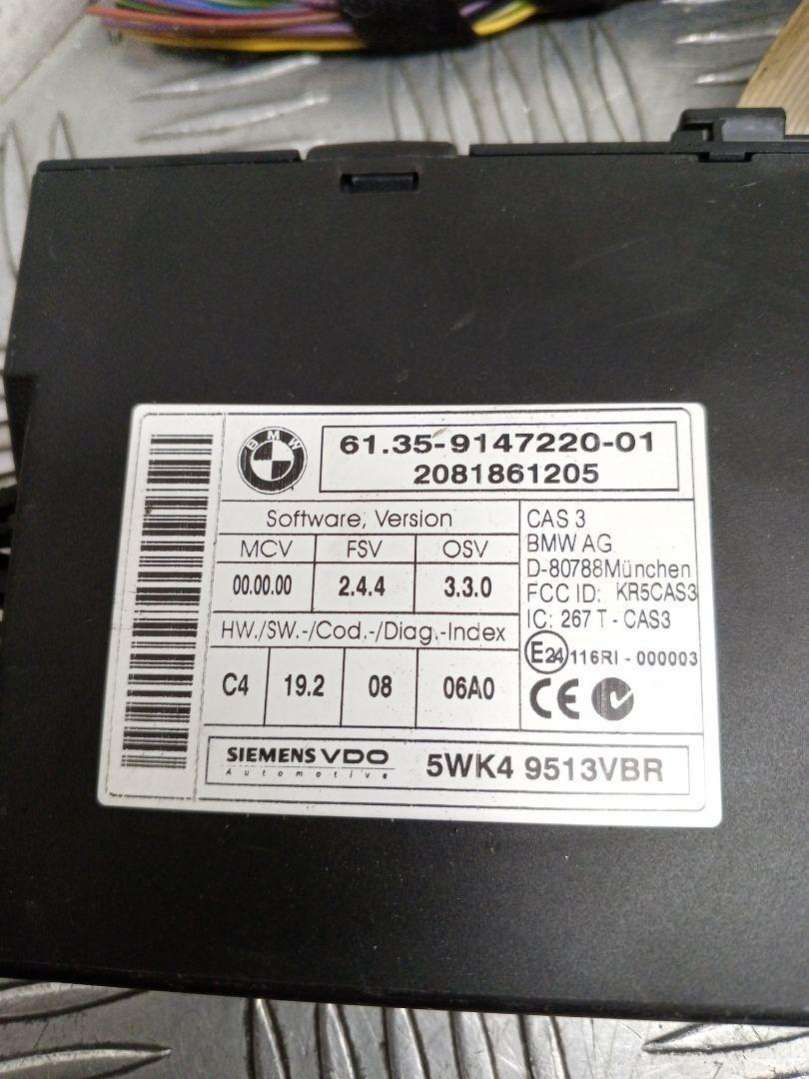 BMW
61.35-9147220-01
2081861205
Software, Version
MCV FSV OSV
00.00.00 2.4.4 3.3.0
HW./SW.-/Cod.-/Diag.-Index
C4 19.2 08 06A0
CAS 3
BMW AG
D-80788München
FCC ID: KR5CAS3
IC: 267 T - CAS3
E24 116RI - 000003
CE
SIEMENS VDO
Automotive
5WK4 9513VBR